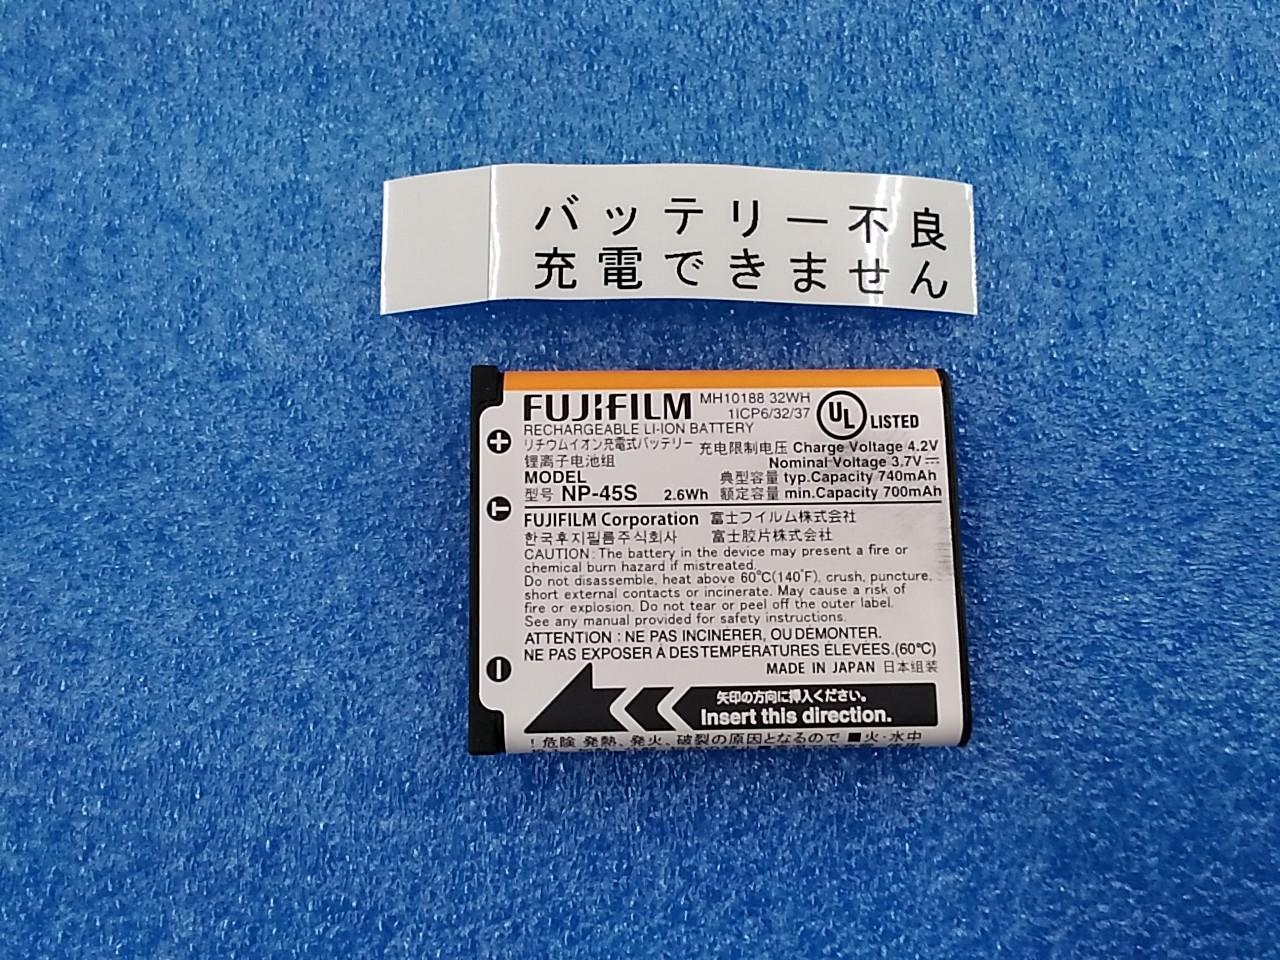 バッテリー不良
充電できません
FUJIFILM MH10188 32WH
1ICP6/32/37
UL LISTED
RECHARGEABLE LI-ION BATTERY
リチウムイオン充電式バッテリー 充电限制电压 Charge Voltage 4.2V
锂离子电池组 Nominal Voltage 3.7V⎓
MODEL 典型容量 typ.Capacity 740mAh
型号 NP-45S 2.6Wh 额定容量 min.Capacity 700mAh
FUJIFILM Corporation 富士フイルム株式会社
한국후지필름주식회사 富士胶片株式会社
CAUTION: The battery in the device may present a fire or
chemical burn hazard if mistreated.
Do not disassemble, heat above 60°C(140°F), crush, puncture,
short external contacts or incinerate. May cause a risk of
fire or explosion. Do not tear or peel off the outer label.
See any manual provided for safety instructions.
ATTENTION : NE PAS INCINÉRER, OU DÉMONTER.
NE PAS EXPOSER À DES TEMPÉRATURES ÉLEVÉES.(60°C)
MADE IN JAPAN 日本组装
矢印の方向に挿入ください。
Insert this direction.
! 危険 発熱、発火、破裂の原因となるので ■火・水中
+
T
−